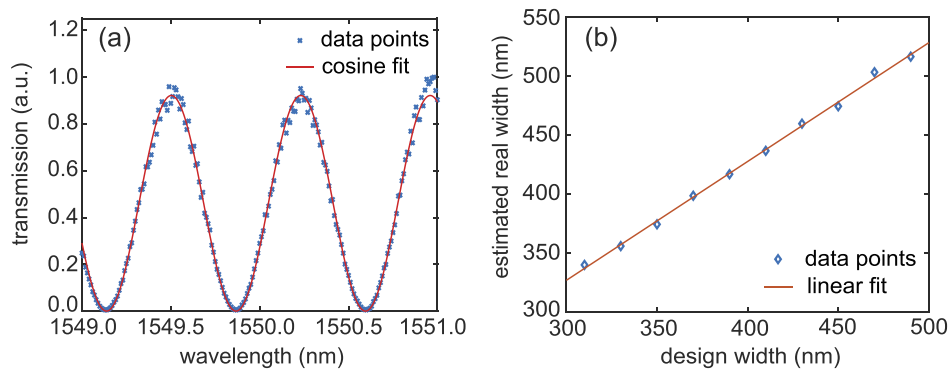 (a)
data points
cosine fit
1.2
1.0
0.8
0.6
0.4
0.2
0.0
transmission (a.u.)
1549.0 1549.5 1550.0 1550.5 1551.0
wavelength (nm)
(b)
550
500
450
400
350
300
estimated real width (nm)
data points
linear fit
300 350 400 450 500
design width (nm)